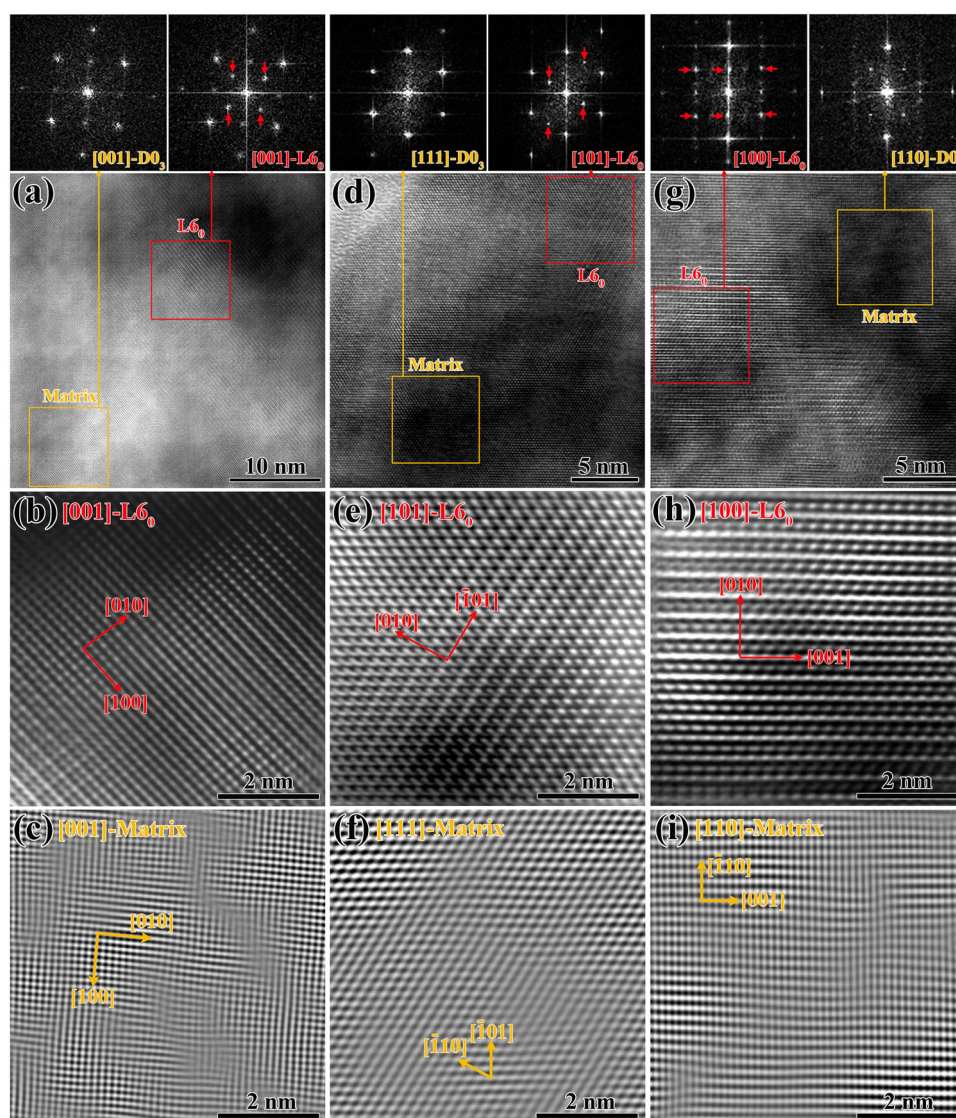 [001]-D0₃
[001]-L6₀
[111]-D0₃
[101]-L6₀
[100]-L6₀
[110]-D0
(a)
L6₀
Matrix
10 nm
(d)
L6₀
Matrix
5 nm
(g)
L6₀
Matrix
5 nm
(b) [001]-L6₀
[010]
[100]
2 nm
(e) [101]-L6₀
[010]
[1̄01]
2 nm
(h) [100]-L6₀
[010]
[001]
2 nm
(c) [001]-Matrix
[010]
[100]
2 nm
(f) [111]-Matrix
[1̄10]
[1̄01]
2 nm
(i) [110]-Matrix
[1̄10]
[001]
2 nm